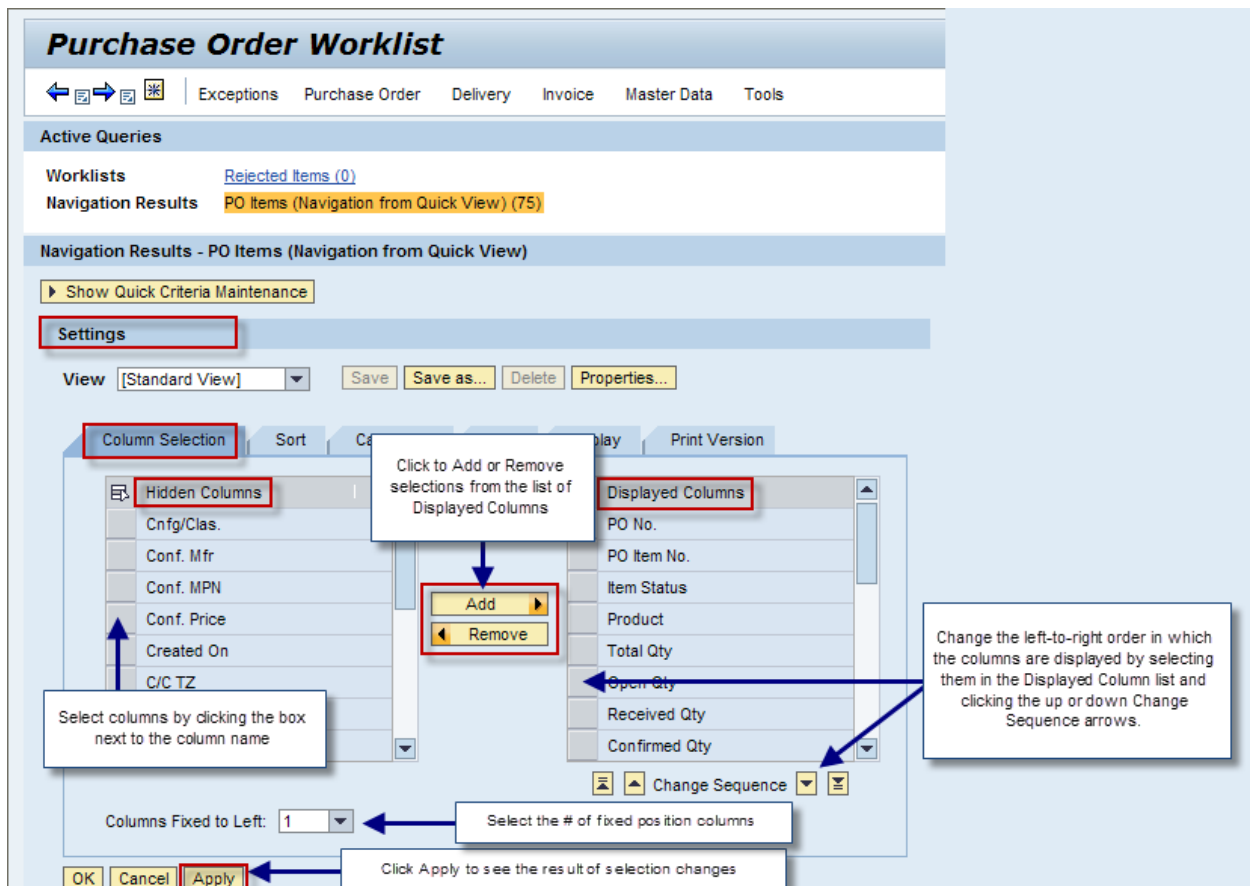 Purchase Order Worklist
Exceptions Purchase Order Delivery Invoice Master Data Tools
Active Queries
Worklists Rejected Items (0)
Navigation Results PO Items (Navigation from Quick View) (75)
Navigation Results - PO Items (Navigation from Quick View)
Show Quick Criteria Maintenance
Settings
View [Standard View] Save Save as... Delete Properties...
Column Selection Sort Print Version
Click to Add or Remove
selections from the list of
Displayed Columns
Hidden Columns
Cnfg/Clas.
Conf. Mfr
Conf. MPN
Conf. Price
Created On
C/C TZ
Select columns by clicking the box
next to the column name
Add
Remove
Displayed Columns
PO No.
PO Item No.
Item Status
Product
Total Qty
Open Qty
Received Qty
Confirmed Qty
Change the left-to-right order in which
the columns are displayed by selecting
them in the Displayed Column list and
clicking the up or down Change
Sequence arrows.
Change Sequence
Columns Fixed to Left: 1
Select the # of fixed position columns
Click Apply to see the result of selection changes
OK Cancel Apply